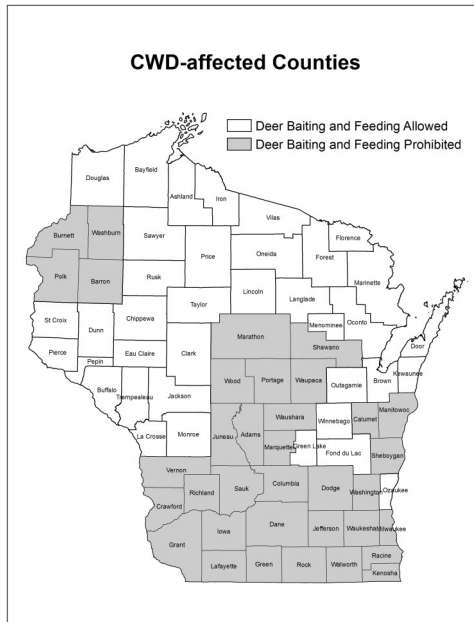 CWD-affected Counties
Deer Baiting and Feeding Allowed
Deer Baiting and Feeding Prohibited
Douglas
Bayfield
Ashland
Iron
Vilas
Burnett
Washburn
Sawyer
Price
Oneida
Forest
Florence
Marinette
Polk
Barron
Rusk
Lincoln
Langlade
Taylor
St Croix
Dunn
Chippewa
Menominee
Oconto
Marathon
Shawano
Door
Pierce
Pepin
Eau Claire
Clark
Wood
Portage
Waupaca
Outagamie
Brown
Kewaunee
Buffalo
Trempealeau
Jackson
Waushara
Winnebago
Calumet
Manitowoc
La Crosse
Monroe
Juneau
Adams
Marquette
Green Lake
Fond du Lac
Sheboygan
Vernon
Sauk
Columbia
Dodge
Washington
Ozaukee
Crawford
Richland
Iowa
Dane
Jefferson
Waukesha
Milwaukee
Grant
Lafayette
Green
Rock
Walworth
Racine
Kenosha